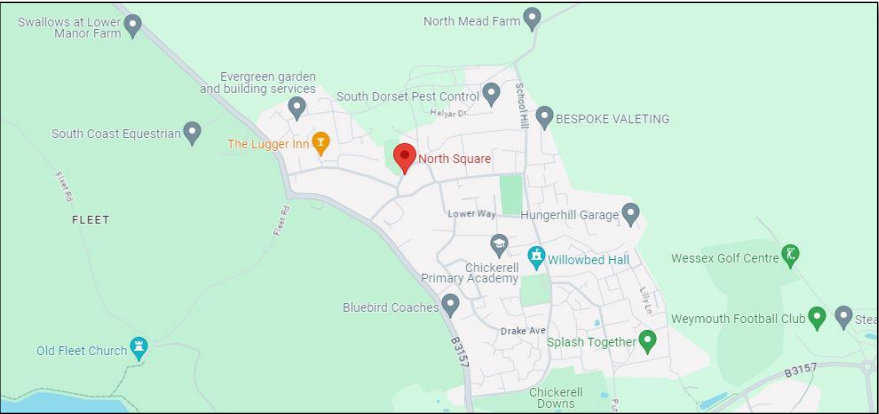 Swallows at Lower
Manor Farm
North Mead Farm
Evergreen garden
and building services
South Dorset Pest Control
School Hill
Helyar Dr
BESPOKE VALETING
South Coast Equestrian
The Lugger Inn
North Square
Fleet Rd
FLEET
Fleet Rd
Lower Way
Hungerhill Garage
Chickerell
Primary Academy
Willowbed Hall
Wessex Golf Centre
Lilly Ln
Bluebird Coaches
Weymouth Football Club
Stea
Drake Ave
Old Fleet Church
B3157
Splash Together
B3157
Chickerell
Downs